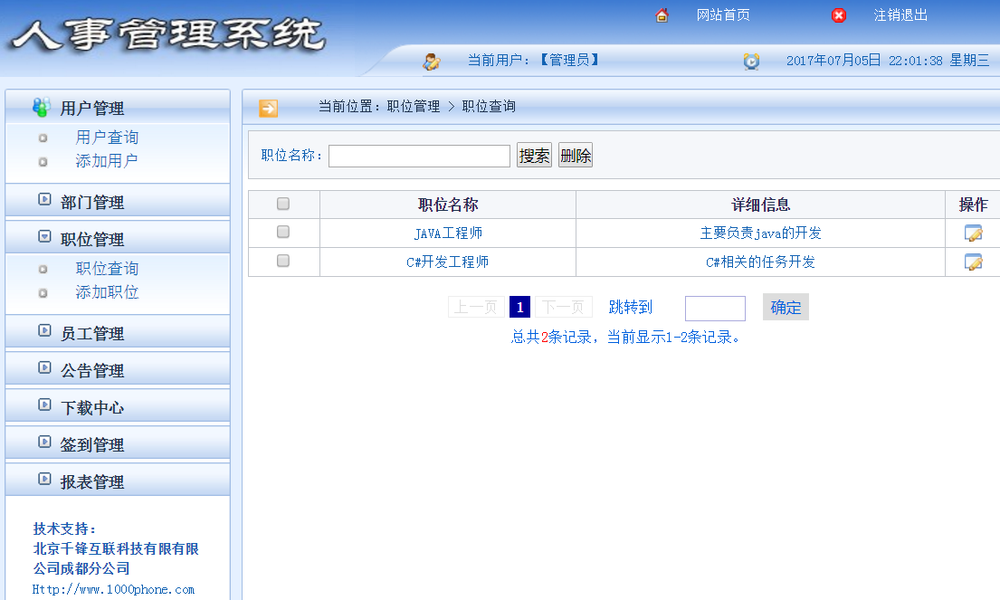 人事管理系统
网站首页
注销退出
当前用户：【管理员】
2017年07月05日 22:01:38 星期三
用户管理
用户查询
添加用户
部门管理
职位管理
职位查询
添加职位
员工管理
公告管理
下载中心
签到管理
报表管理
技术支持：
北京千锋互联科技有限有限
公司成都分公司
Http://www.1000phone.com
当前位置：职位管理 > 职位查询
职位名称：
搜索
删除
职位名称 详细信息 操作
JAVA工程师 主要负责java的开发
C#开发工程师 C#相关的任务开发
上一页 1 下一页 跳转到 确定
总共2条记录，当前显示1-2条记录。